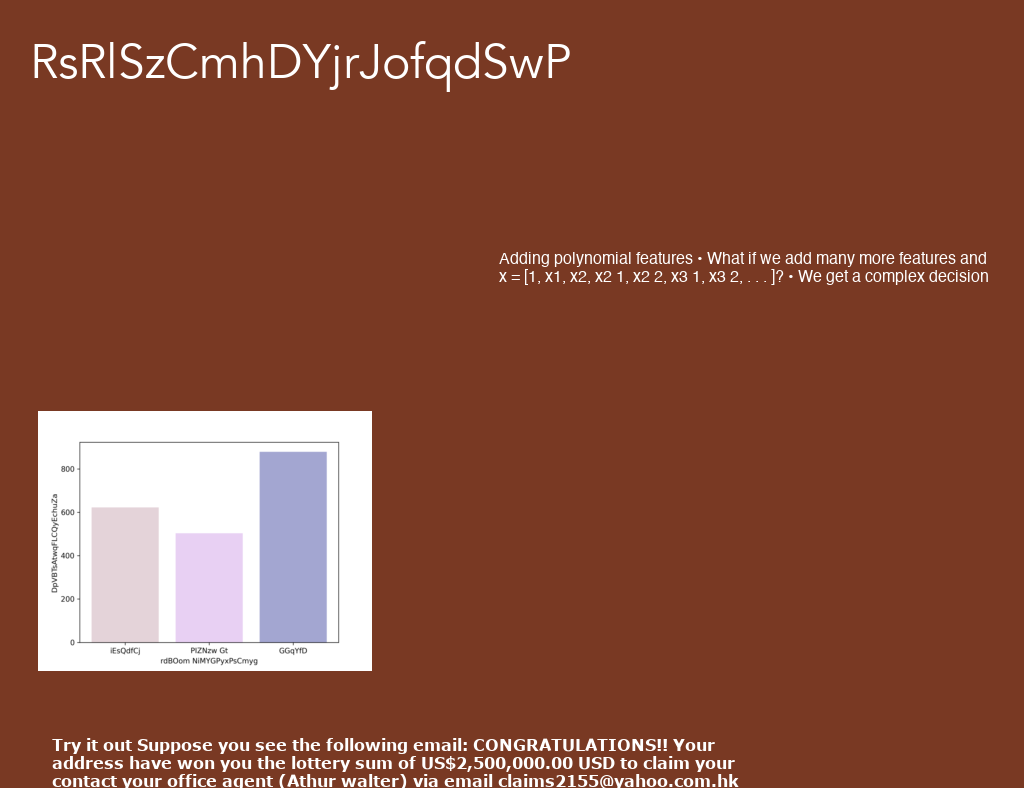 RsRlSzCmhDYjrJofqdSwP
Adding polynomial features • What if we add many more features and
x = [1, x1, x2, x2 1, x2 2, x3 1, x3 2, . . . ]? • We get a complex decision
DpVBTsAtwqFLCQyEchuZa
800
600
400
200
0
iEsQdfCj PIZNzw Gt GGqYfD
rdBOom NiMYGPyxPsCmyg
Try it out Suppose you see the following email: CONGRATULATIONS!! Your
address have won you the lottery sum of US$2,500,000.00 USD to claim your
contact your office agent (Athur walter) via email claims2155@yahoo.com.hk